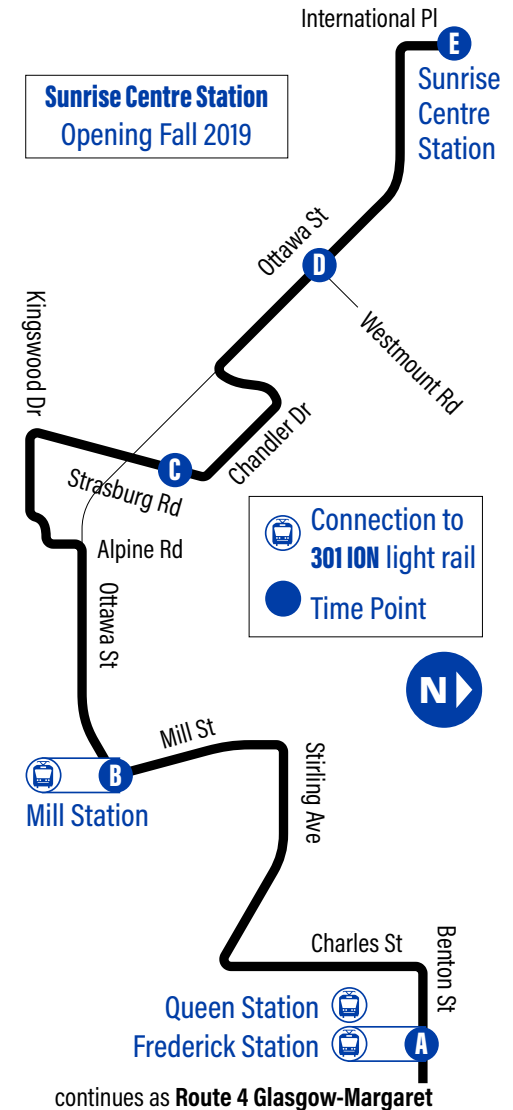 International Pl
E
Sunrise
Centre
Station
Sunrise Centre Station
Opening Fall 2019
Ottawa St
D
Westmount Rd
Kingswood Dr
Chandler Dr
C
Strasburg Rd
Alpine Rd
Connection to
301 ION light rail
Time Point
Ottawa St
N
Mill St
B
Mill Station
Stirling Ave
Charles St
Benton St
Queen Station
Frederick Station
A
continues as Route 4 Glasgow-Margaret